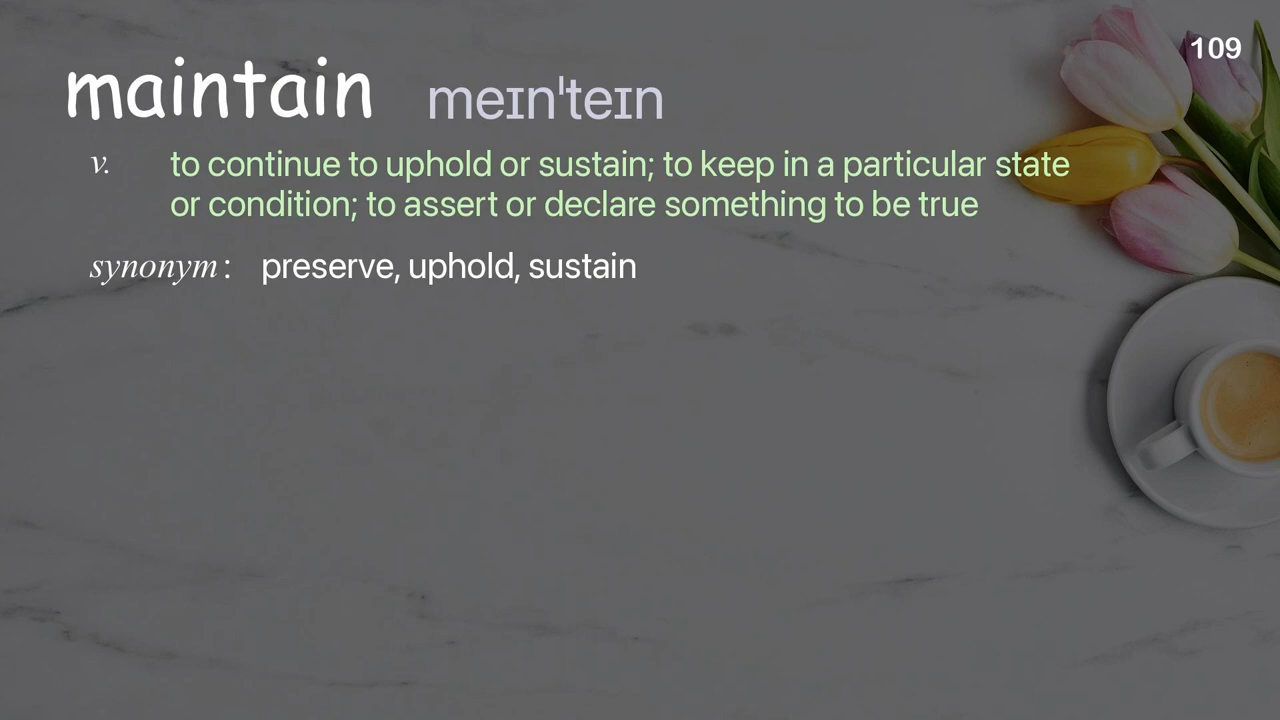 109
maintain meɪnˈteɪn
v. to continue to uphold or sustain; to keep in a particular state
or condition; to assert or declare something to be true
synonym: preserve, uphold, sustain